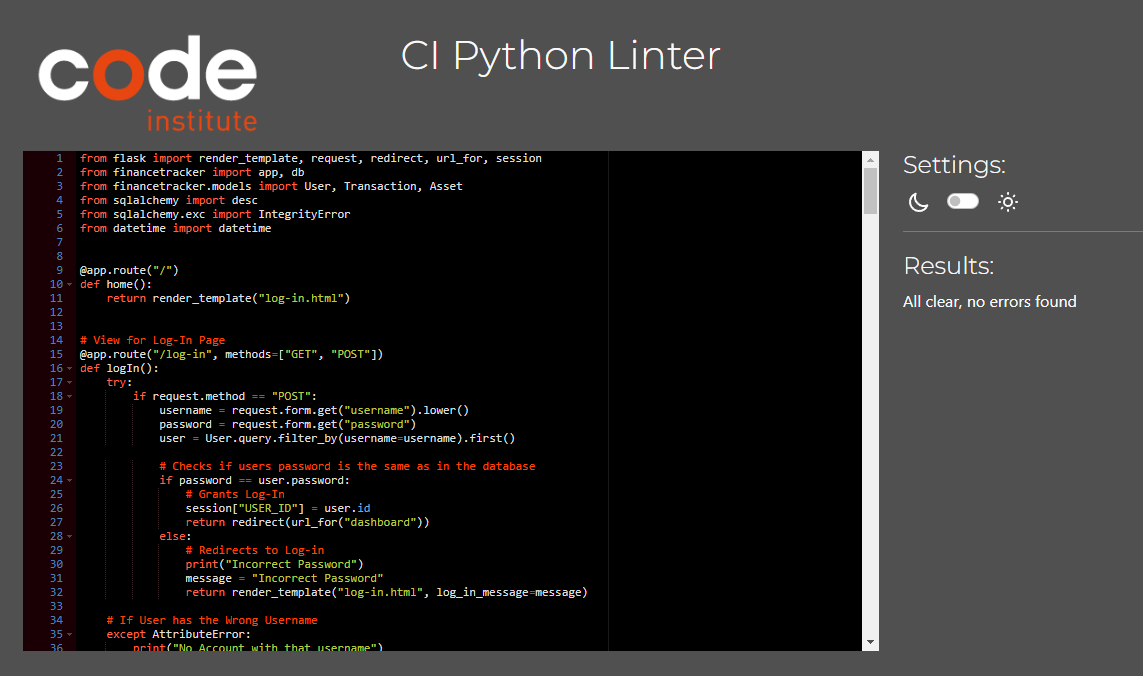 code
institute
CI Python Linter
1 from flask import render_template, request, redirect, url_for, session
2 from financetracker import app, db
3 from financetracker.models import User, Transaction, Asset
4 from sqlalchemy import desc
5 from sqlalchemy.exc import IntegrityError
6 from datetime import datetime
7
8
9 @app.route("/")
10 def home():
11     return render_template("log-in.html")
12
13
14 # View for Log-In Page
15 @app.route("/log-in", methods=["GET", "POST"])
16 def logIn():
17     try:
18         if request.method == "POST":
19             username = request.form.get("username").lower()
20             password = request.form.get("password")
21             user = User.query.filter_by(username=username).first()
22
23             # Checks if users password is the same as in the database
24             if password == user.password:
25                 # Grants Log-In
26                 session["USER_ID"] = user.id
27                 return redirect(url_for("dashboard"))
28             else:
29                 # Redirects to Log-in
30                 print("Incorrect Password")
31                 message = "Incorrect Password"
32                 return render_template("log-in.html", log_in_message=message)
33
34     # If User has the Wrong Username
35     except AttributeError:
36         print("No Account with that username")
Settings:
Results:
All clear, no errors found